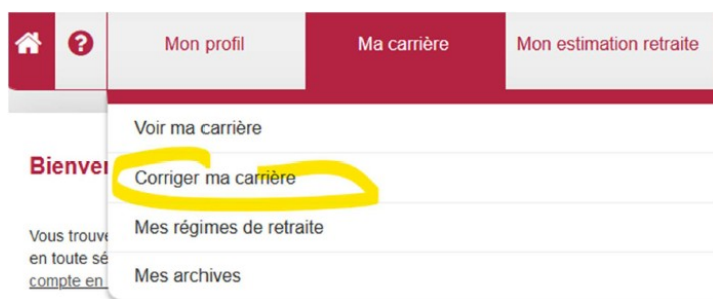 ?
Mon profil
Ma carrière
Mon estimation retraite
Voir ma carrière
Corriger ma carrière
Mes régimes de retraite
Mes archives
Bienve
Vous trouve
en toute sé
compte en